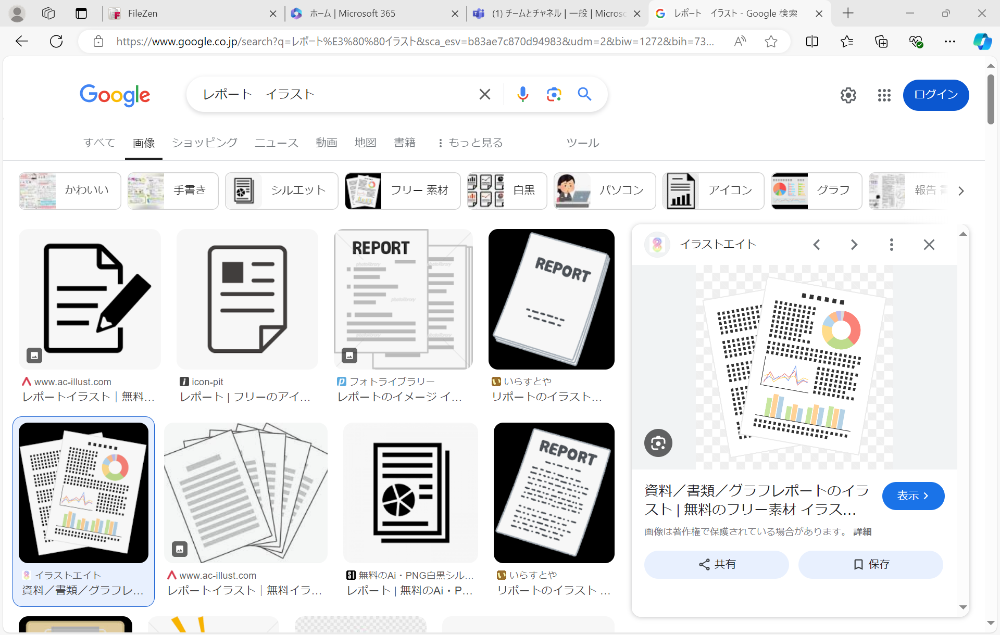 FileZen
ホーム | Microsoft 365
(1) チームとチャネル | 一般 | Microsc
レポート　イラスト - Google 検索
https://www.google.co.jp/search?q=レポート%E3%80%80イラスト&sca_esv=b83ae7c870d94983&udm=2&biw=1272&bih=73...
Google
レポート　イラスト
ログイン
すべて
画像
ショッピング
ニュース
動画
地図
書籍
もっと見る
ツール
かわいい
手書き
シルエット
フリー 素材
白黒
パソコン
アイコン
グラフ
報告 書
REPORT
photolibrary
photolibrary
photolibrary
photolibrary
REPORT
イラストエイト
www.ac-illust.com
レポートイラスト｜無料...
icon-pit
レポート | フリーのアイ...
フォトライブラリー
レポートのイメージ イ...
いらすとや
リポートのイラスト...
REPORT
資料／書類／グラフレポートのイラ
スト | 無料のフリー素材 イラス...
表示
画像は著作権で保護されている場合があります。 詳細
共有
保存
イラストエイト
資料／書類／グラフレ...
www.ac-illust.com
レポートイラスト｜無料イラ...
無料のAi・PNG白黒シル...
レポート | 無料のAi・P...
いらすとや
リポートのイラスト ...